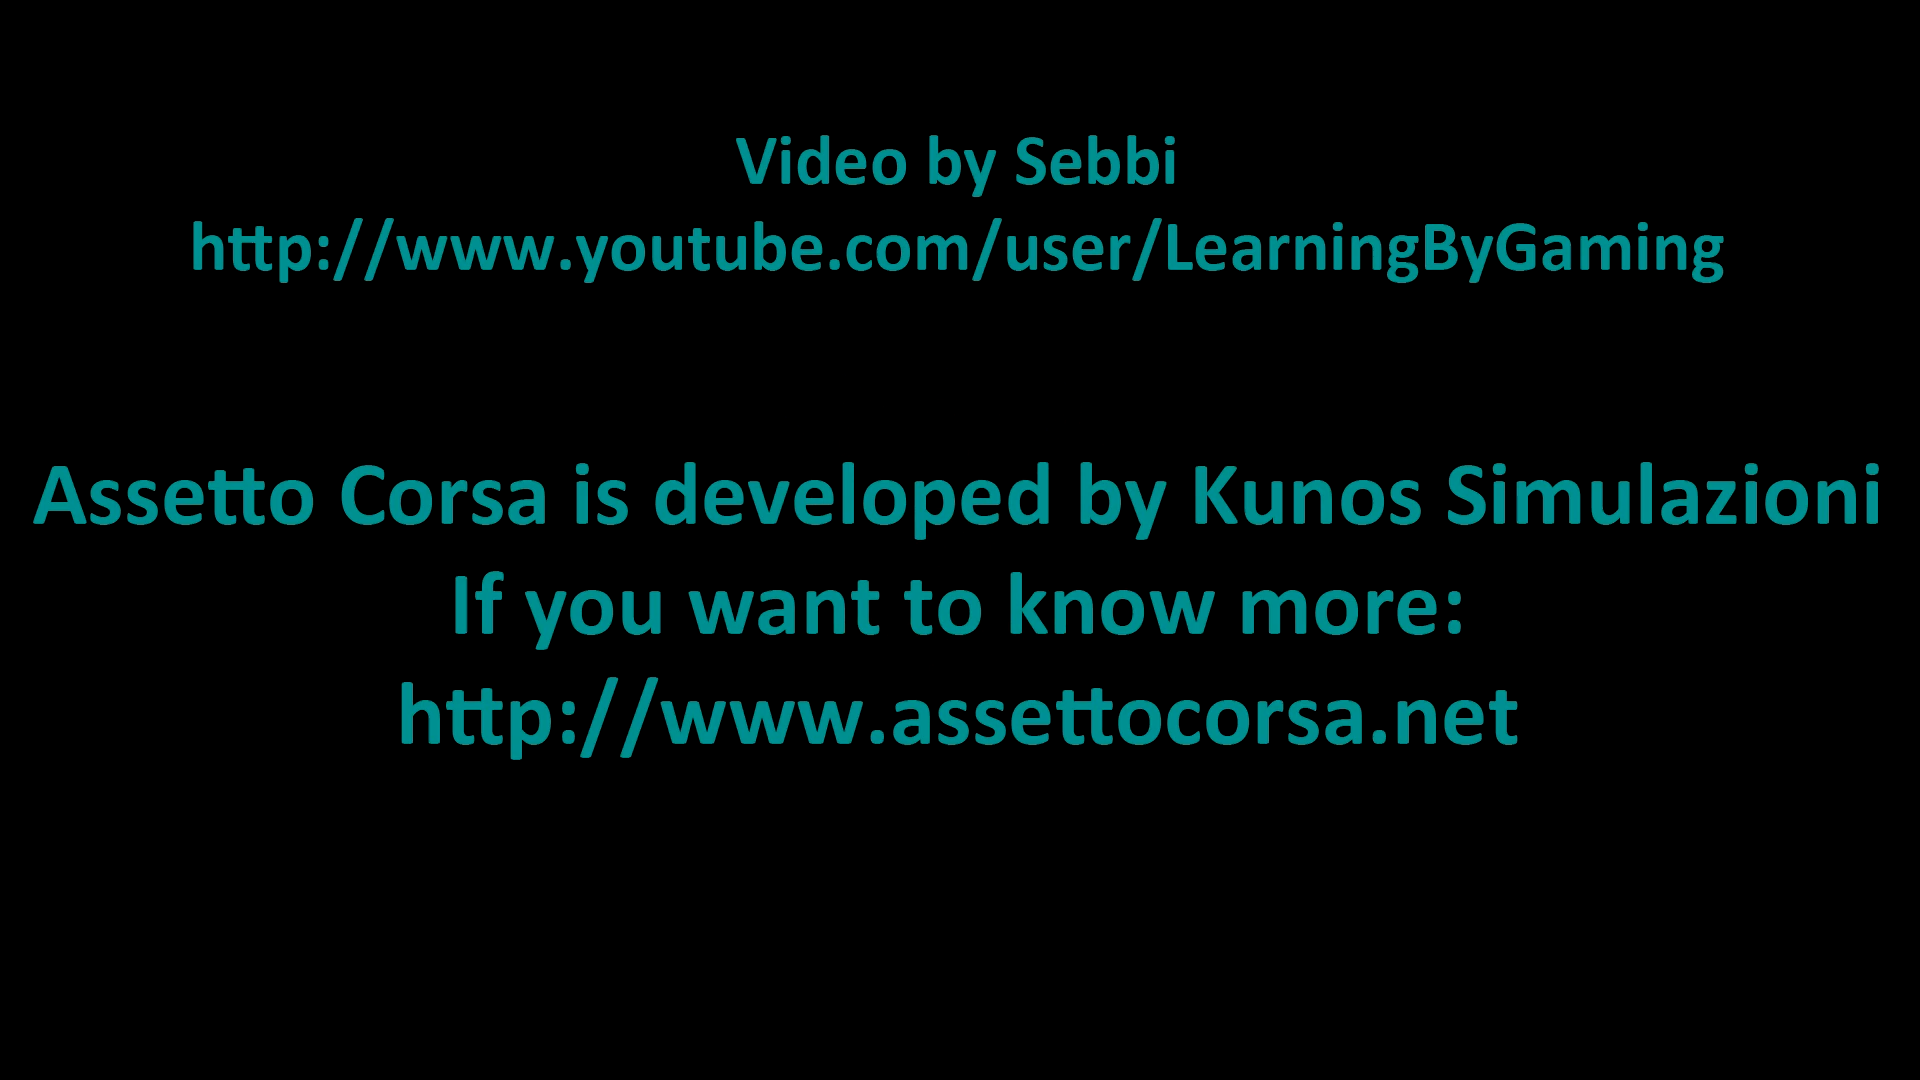 Video by Sebbi
http://www.youtube.com/user/LearningByGaming
Assetto Corsa is developed by Kunos Simulazioni
If you want to know more:
http://www.assettocorsa.net